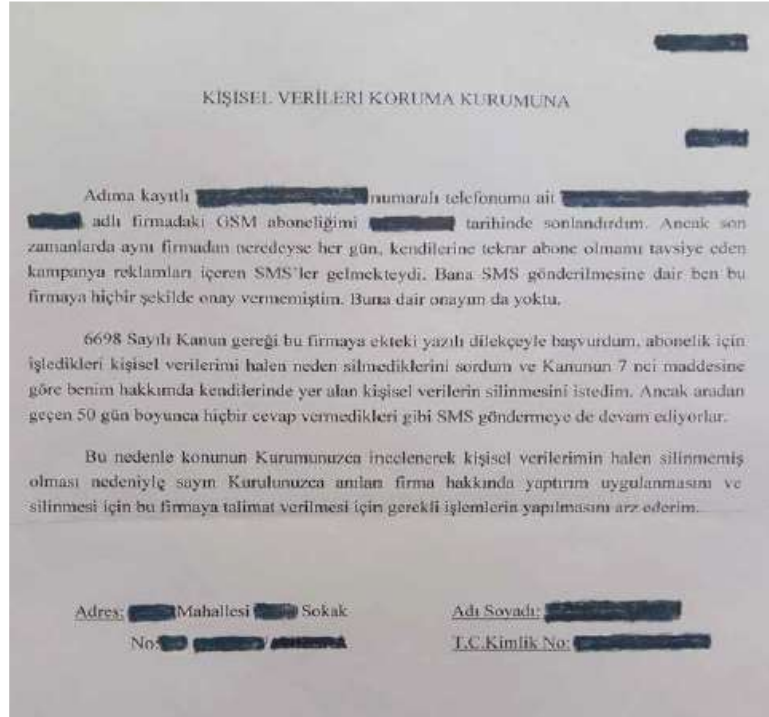 KİŞİSEL VERİLERİ KORUMA KURUMUNA
Adıma kayıtlı numaralı telefonuma ait
adlı firmadaki GSM aboneliğimi tarihinde sonlandırdım. Ancak son
zamanlarda aynı firmadan neredeyse her gün, kendilerine tekrar abone olmamı tavsiye eden
kampanya reklamları içeren SMS'ler gelmekteydi. Bana SMS gönderilmesine dair ben bu
firmaya hiçbir şekilde onay vermemiştim. Buna dair onayım da yoktu.
6698 Sayılı Kanun gereği bu firmaya ekteki yazılı dilekçeyle başvurdum, abonelik için
işledikleri kişisel verilerimi halen neden silmediklerini sordum ve Kanunun 7 nci maddesine
göre benim hakkımda kendilerinde yer alan kişisel verilerin silinmesini istedim. Ancak aradan
geçen 50 gün boyunca hiçbir cevap vermedikleri gibi SMS göndermeye de devam ediyorlar.
Bu nedenle konunun Kurumunuzca incelenerek kişisel verilerimin halen silinmemiş
olması nedeniyle sayın Kurulunuzca anılan firma hakkında yaptırım uygulanmasını ve
silinmesi için bu firmaya talimat verilmesi için gerekli işlemlerin yapılmasını arz ederim.
Adres: Mahallesi Sokak
No:
Adı Soyadı:
T.C.Kimlik No: